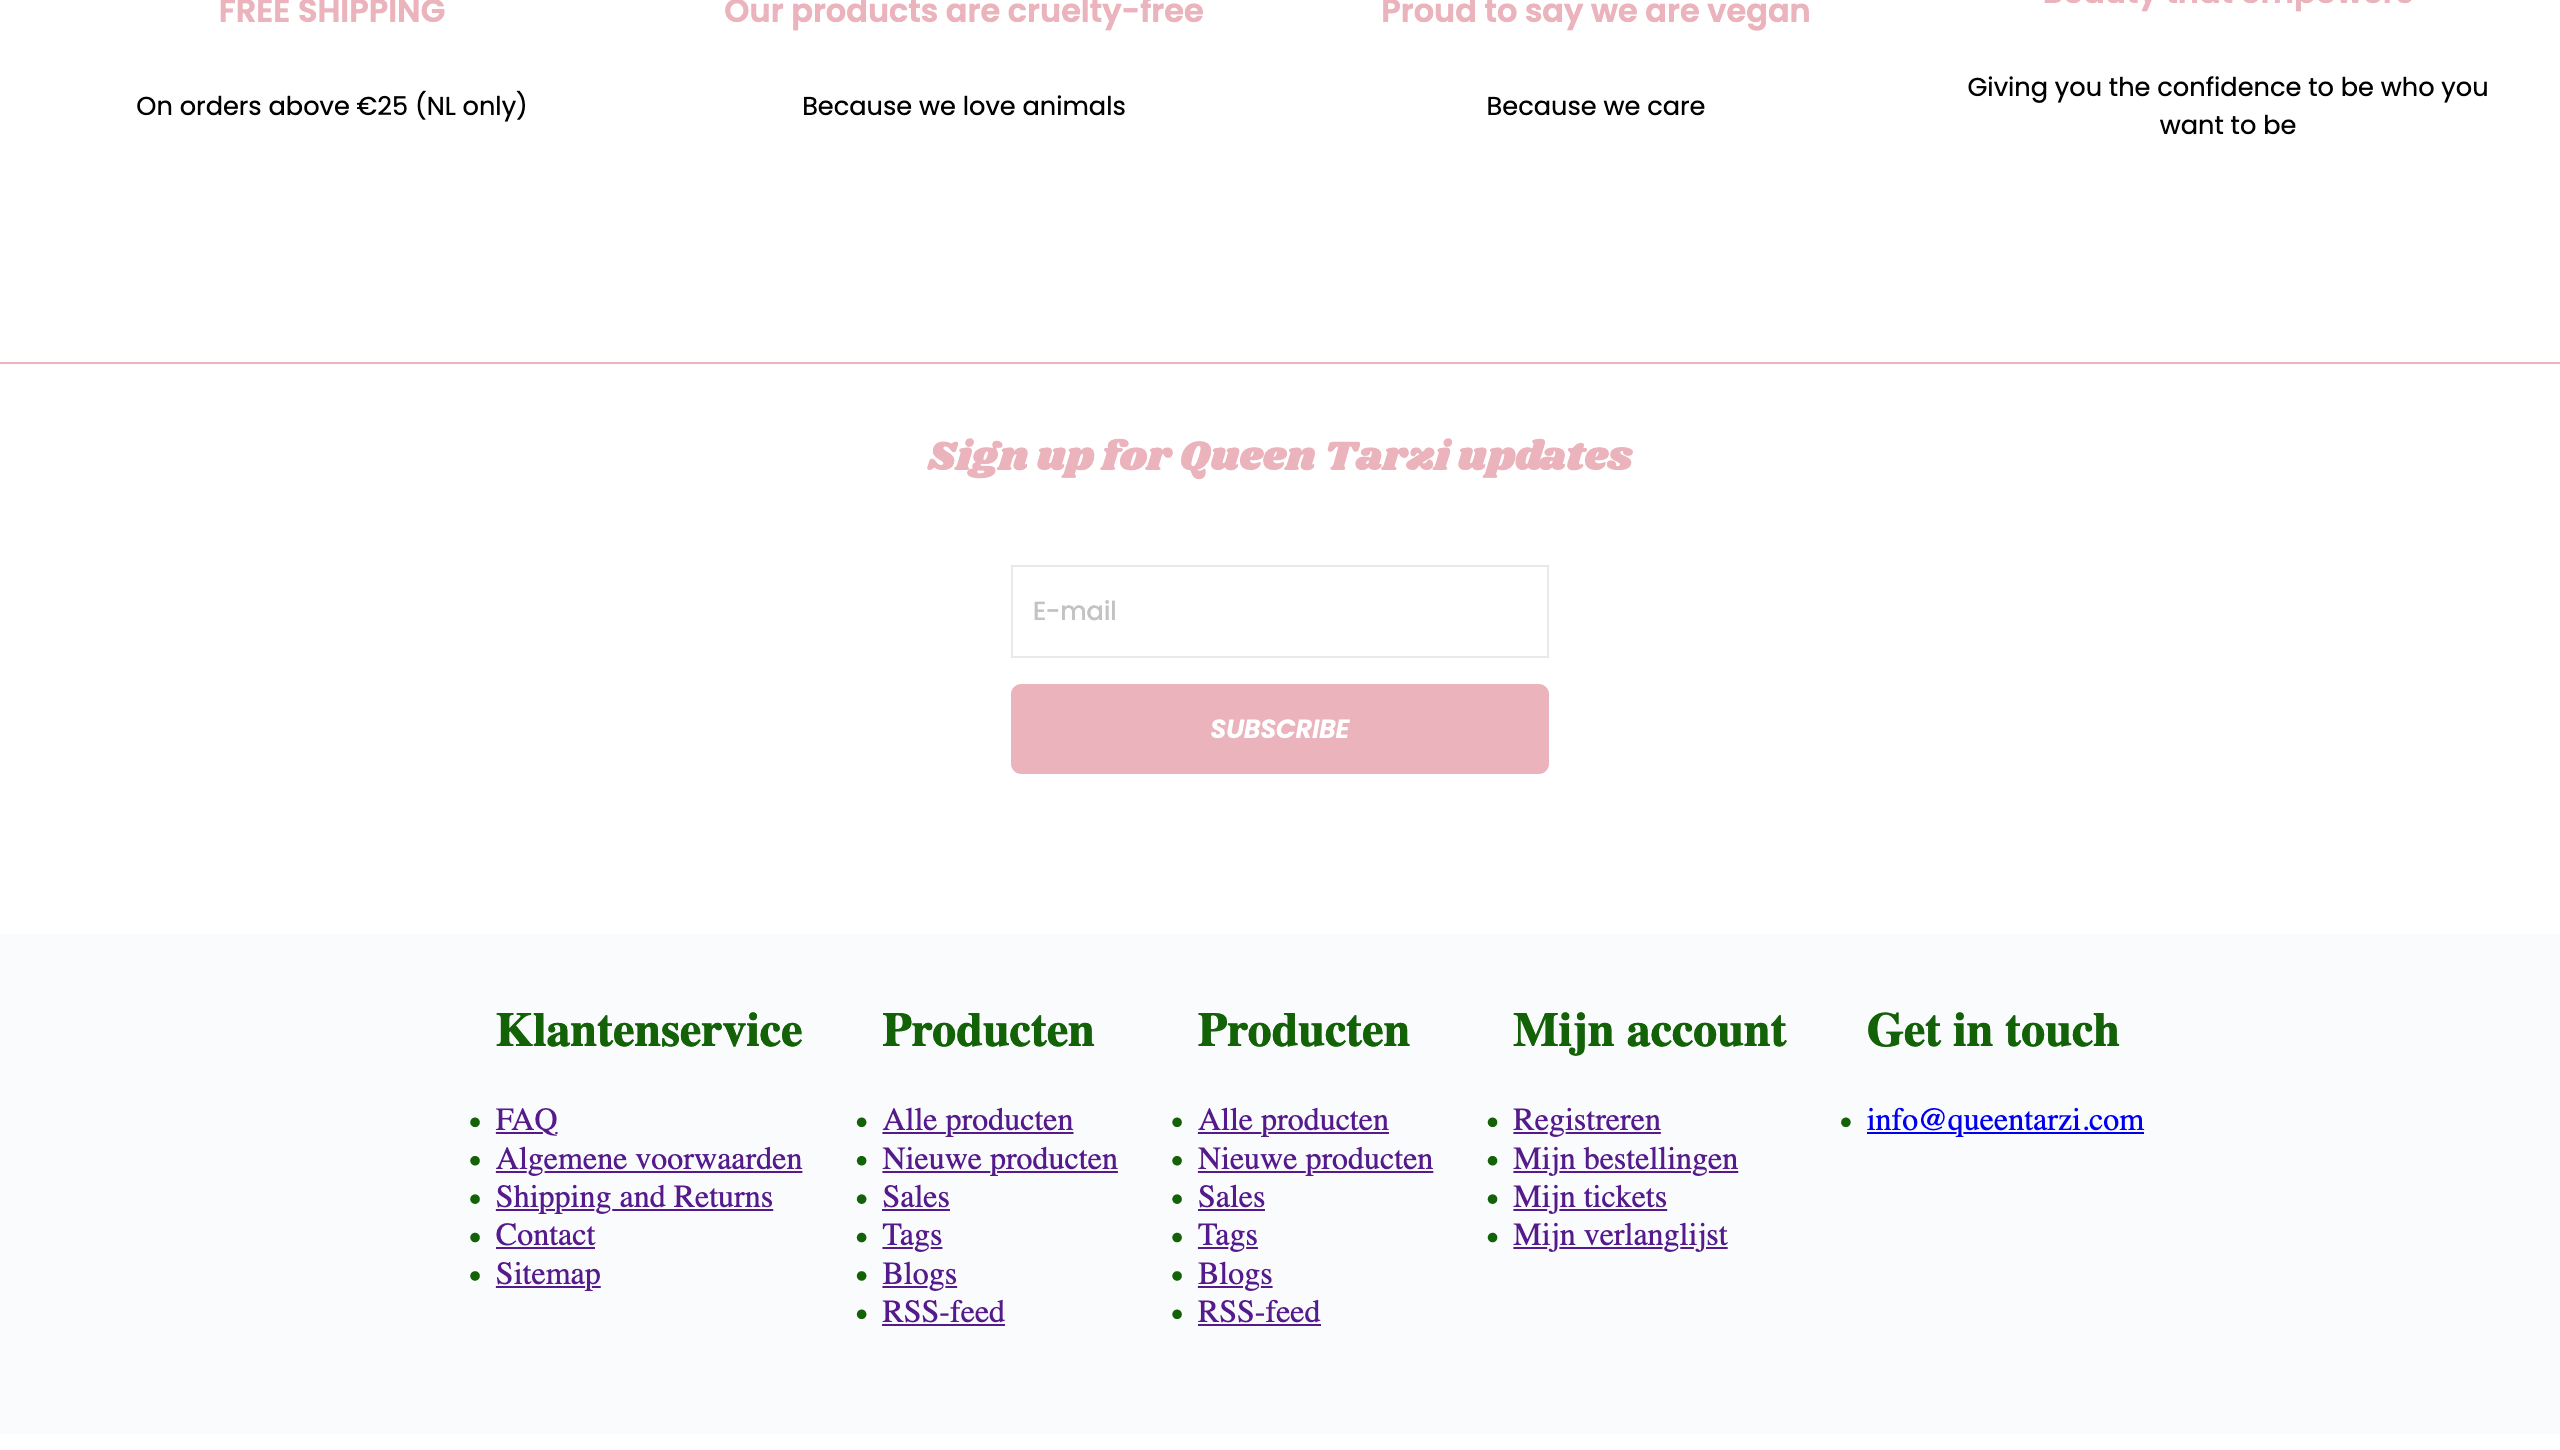 FREE SHIPPING
Our products are cruelty-free
Proud to say we are vegan
Beauty that empowers
On orders above €25 (NL only)
Because we love animals
Because we care
Giving you the confidence to be who you
want to be
Sign up for Queen Tarzi updates
E-mail
SUBSCRIBE
Klantenservice
FAQ
Algemene voorwaarden
Shipping and Returns
Contact
Sitemap
Producten
Alle producten
Nieuwe producten
Sales
Tags
Blogs
RSS-feed
Producten
Alle producten
Nieuwe producten
Sales
Tags
Blogs
RSS-feed
Mijn account
Registreren
Mijn bestellingen
Mijn tickets
Mijn verlanglijst
Get in touch
info@queentarzi.com